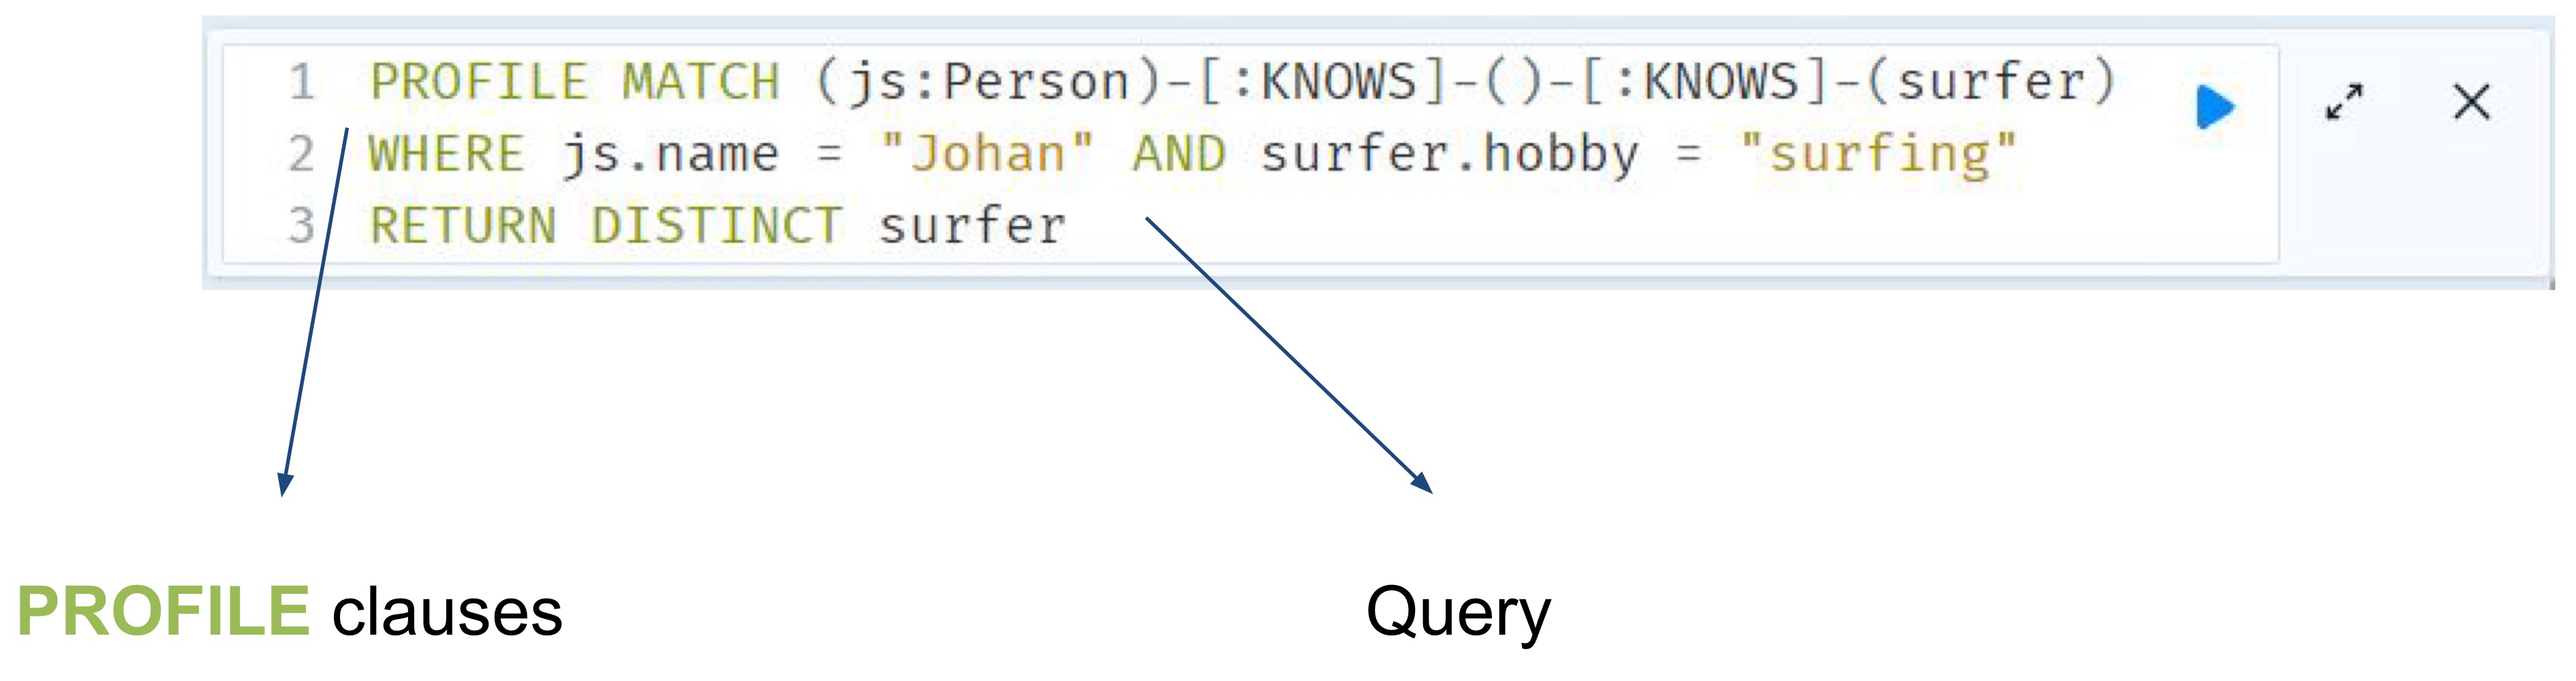 1 PROFILE MATCH (js:Person)-[:KNOWS]-()-[:KNOWS]-(surfer)
2 WHERE js.name = "Johan" AND surfer.hobby = "surfing"
3 RETURN DISTINCT surfer
PROFILE clauses
Query